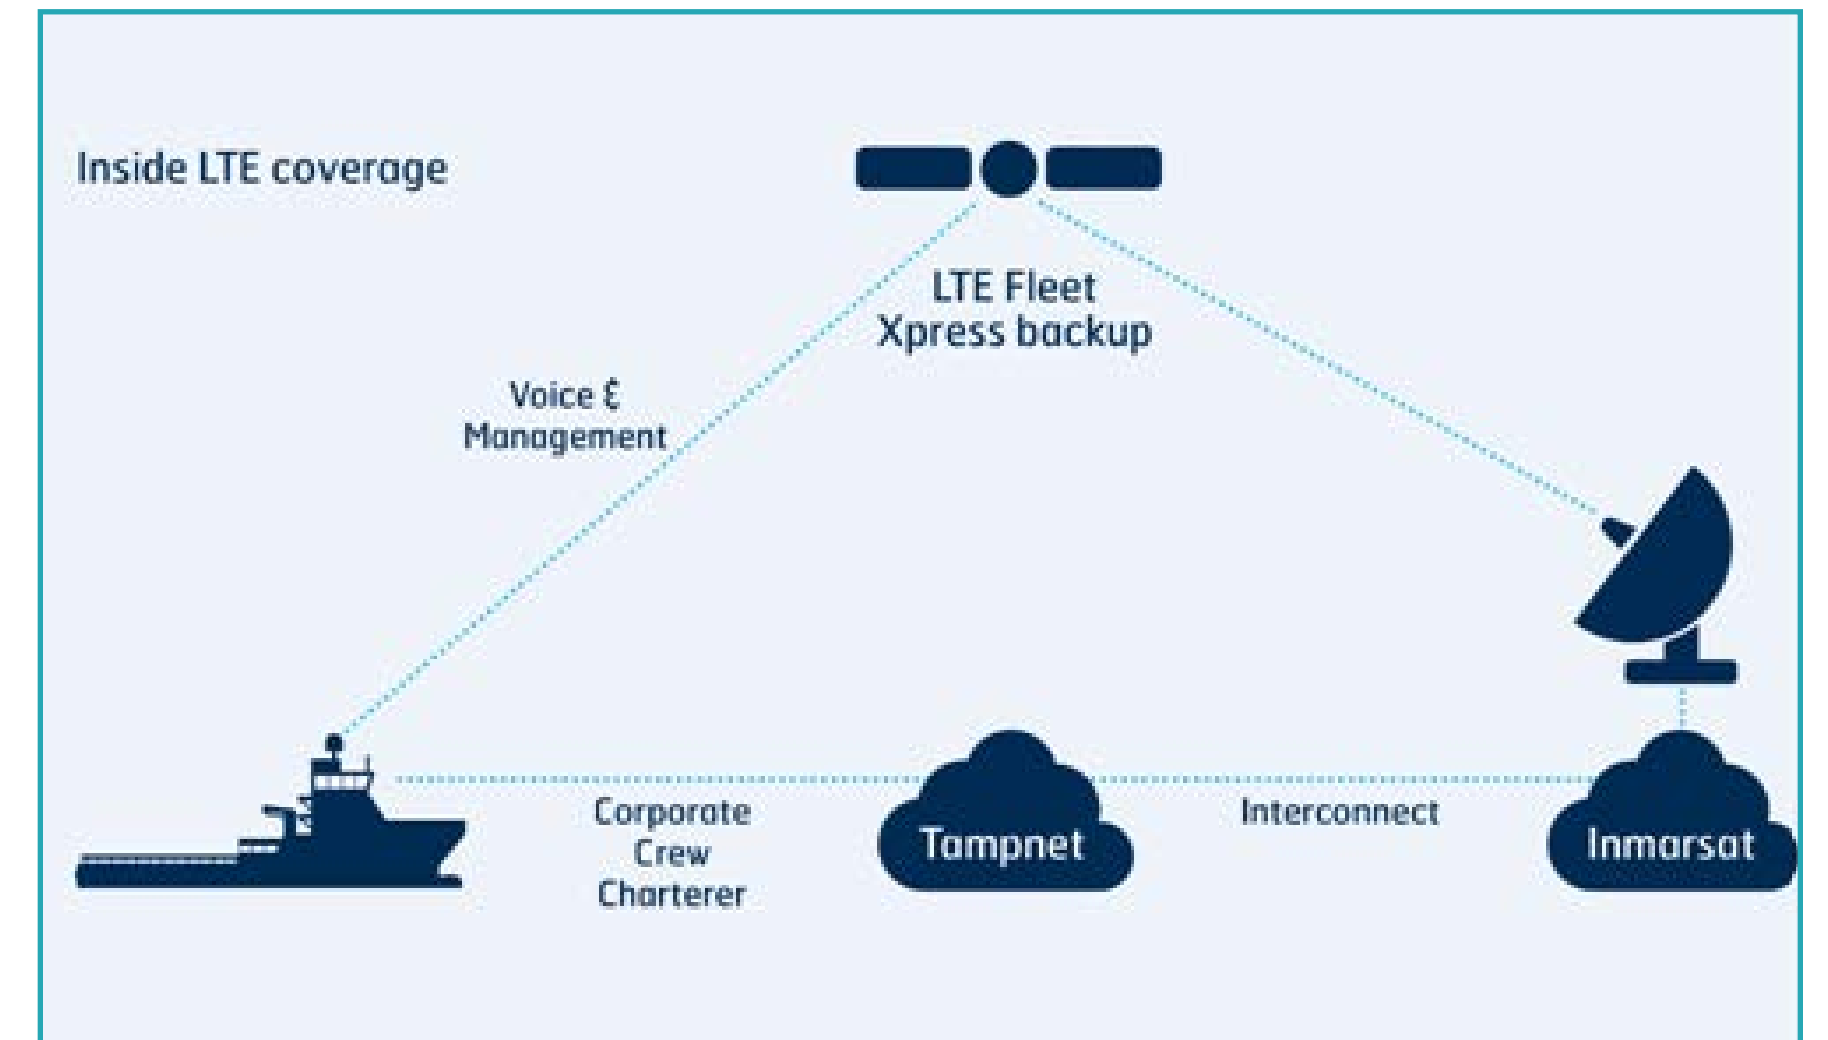 Inside LTE coverage
LTE Fleet
Xpress backup
Voice &
Management
Corporate
Crew
Charterer
Tampnet
Interconnect
Inmarsat